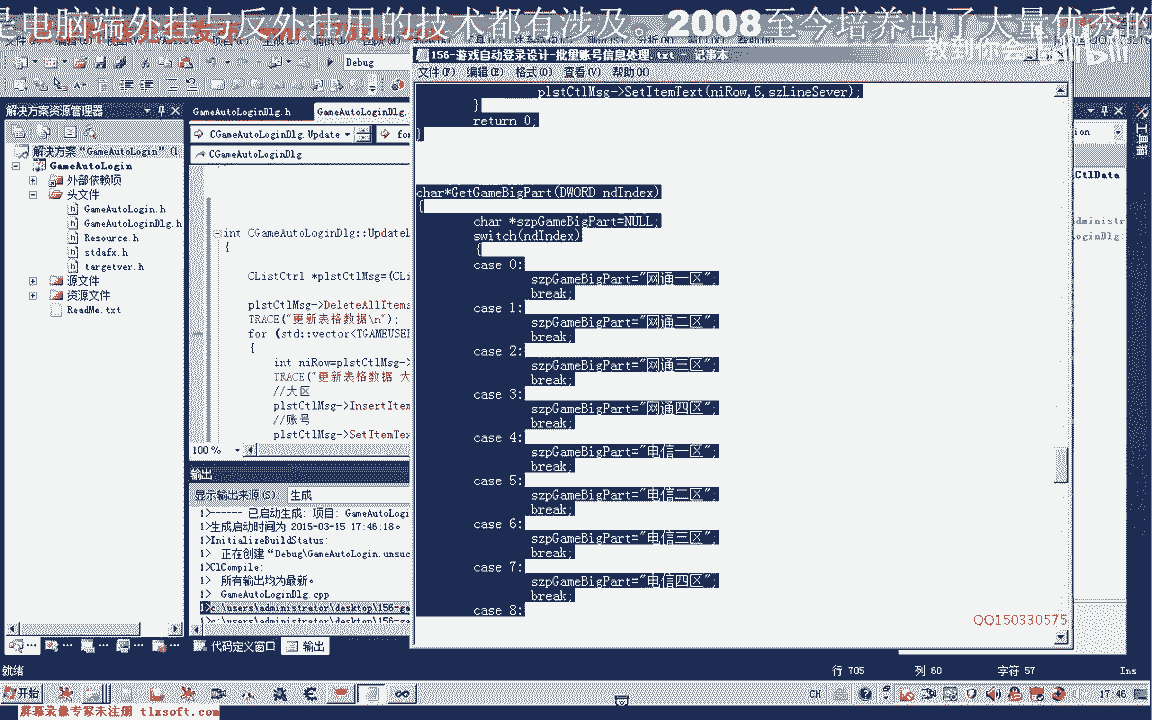 是电脑端外挂与反外挂用的技术都有涉及。2008至今培养出了大量优秀的
Debug
156-游戏自动登录设计-批里账号信息处理.txt - 记事本
文件(F) 编辑(E) 格式(O) 查看(V) 帮助(H)
解决方案资源管理器
解决方案"GameAutoLogin" (1
GameAutoLogin
外部依赖项
头文件
GameAutoLogin.h
GameAutoLoginDlg.h
Resource.h
stdafx.h
targetver.h
源文件
资源文件
ReadMe.txt
GameAutoLoginDlg.h
GameAutoLoginDlg.
CGameAutoLoginDlg.Update
CGameAutoLoginDlg
int CGameAutoLoginDlg::UpdateL
{
CListCtrl *plstCtlMsg=(CLi
plstCtlMsg->DeleteAllItems
TRACE("更新表格数据\n");
for (std::vector<TGAMEUSER
{
int niRow=plstCtlMsg->
TRACE("更新表格数据 大
//大区
plstCtlMsg->InsertItem
//账号
plstCtlMsg->SetItemTex
100 %
输出
显示输出来源(S): 生成
1>------ 已启动生成: 项目: GameAutoLogi
1>生成启动时间为 2015-03-15 17:46:18。
1>InitializeBuildStatus:
1> 正在创建"Debug\GameAutoLogin.unsuc
1>ClCompile:
1> 所有输出均为最新。
1> GameAutoLoginDlg.cpp
1>c:\users\administrator\desktop\156-ga
1>c:\users\administrator\desktop\156-ga
代码定义窗口
输出
plstCtlMsg->SetItemText(niRow,5,szLineSever);
}
return 0;
}
char*GetGameBigPart(DWORD ndIndex)
{
char *szpGameBigPart=NULL;
switch(ndIndex)
{
case 0:
szpGameBigPart="网通一区";
break;
case 1:
szpGameBigPart="网通二区";
break;
case 2:
szpGameBigPart="网通三区";
break;
case 3:
szpGameBigPart="网通四区";
break;
case 4:
szpGameBigPart="电信一区";
break;
case 5:
szpGameBigPart="电信二区";
break;
case 6:
szpGameBigPart="电信三区";
break;
case 7:
szpGameBigPart="电信四区";
break;
case 8:
工具箱
CtlData
administr
oginDlg:
QQ150330575
就绪
行 705
列 60
字符 57
Ins
开始
CH
17:46
屏幕录像专家未注册 tlxsoft.com